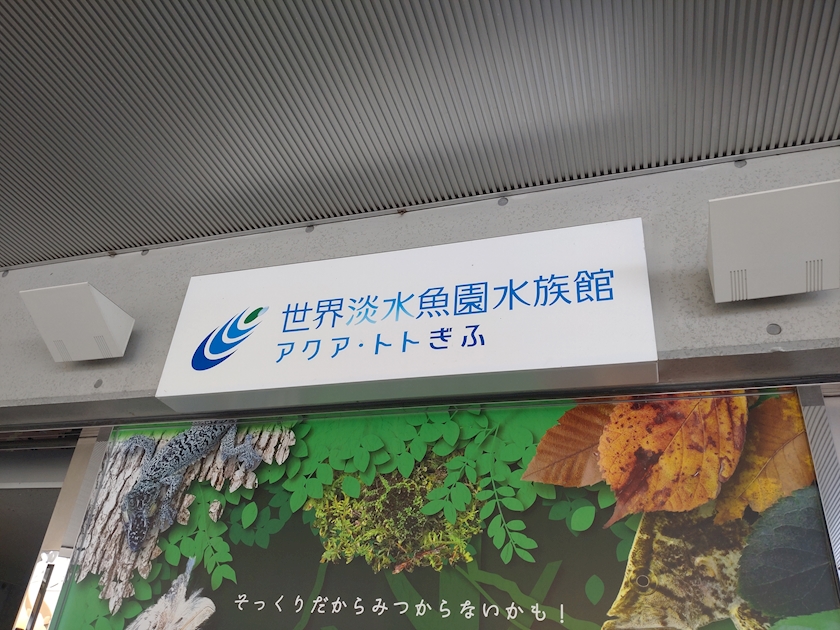 世界淡水魚園水族館
アクア・トトぎふ
そっくりだからみつからないかも！